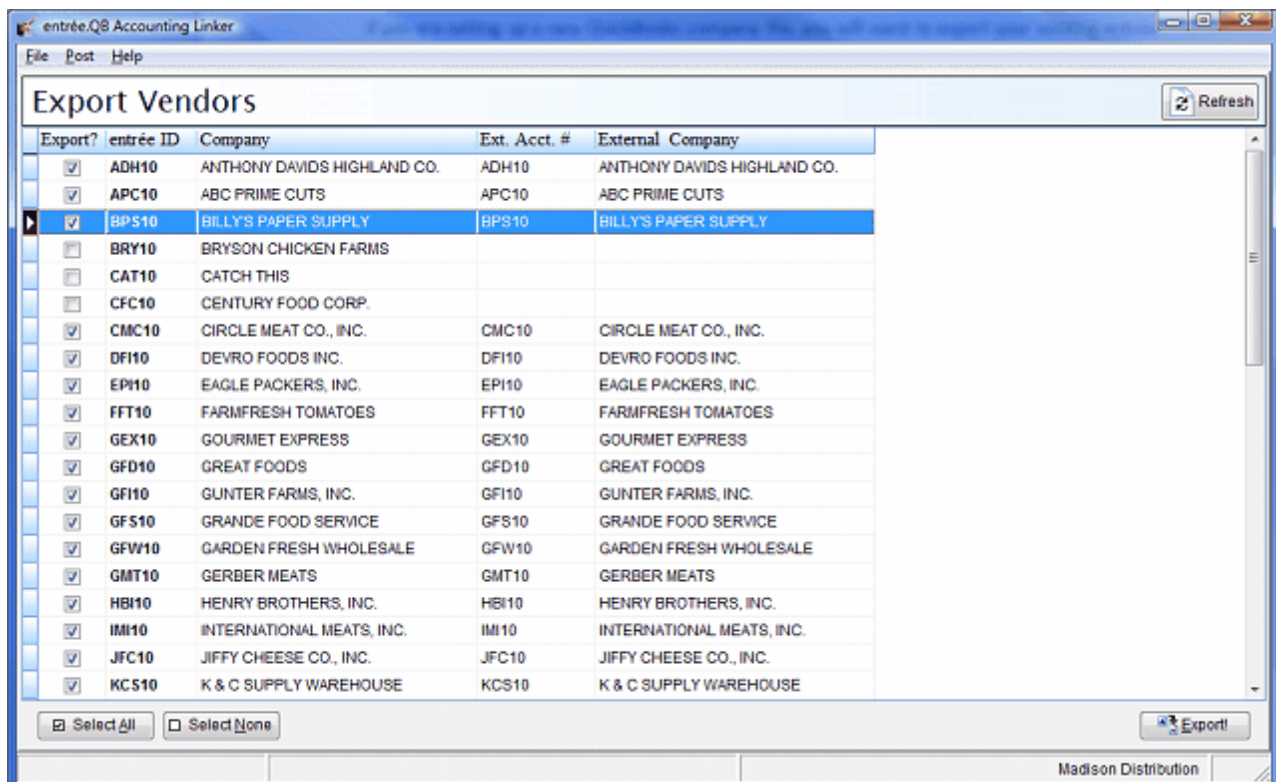 entrée.QB Accounting Linker
File Post Help
Export Vendors
Refresh
Export? entrée ID Company Ext. Acct. # External Company
ADH10 ANTHONY DAVIDS HIGHLAND CO. ADH10 ANTHONY DAVIDS HIGHLAND CO.
APC10 ABC PRIME CUTS APC10 ABC PRIME CUTS
BPS10 BILLY'S PAPER SUPPLY BPS10 BILLY'S PAPER SUPPLY
BRY10 BRYSON CHICKEN FARMS
CAT10 CATCH THIS
CFC10 CENTURY FOOD CORP.
CMC10 CIRCLE MEAT CO., INC. CMC10 CIRCLE MEAT CO., INC.
DFI10 DEVRO FOODS INC. DFI10 DEVRO FOODS INC.
EPI10 EAGLE PACKERS, INC. EPI10 EAGLE PACKERS, INC.
FFT10 FARMFRESH TOMATOES FFT10 FARMFRESH TOMATOES
GEX10 GOURMET EXPRESS GEX10 GOURMET EXPRESS
GFD10 GREAT FOODS GFD10 GREAT FOODS
GFI10 GUNTER FARMS, INC. GFI10 GUNTER FARMS, INC.
GFS10 GRANDE FOOD SERVICE GFS10 GRANDE FOOD SERVICE
GFW10 GARDEN FRESH WHOLESALE GFW10 GARDEN FRESH WHOLESALE
GMT10 GERBER MEATS GMT10 GERBER MEATS
HBI10 HENRY BROTHERS, INC. HBI10 HENRY BROTHERS, INC.
IMI10 INTERNATIONAL MEATS, INC. IMI10 INTERNATIONAL MEATS, INC.
JFC10 JIFFY CHEESE CO., INC. JFC10 JIFFY CHEESE CO., INC.
KCS10 K & C SUPPLY WAREHOUSE KCS10 K & C SUPPLY WAREHOUSE
Select All Select None Export!
Madison Distribution